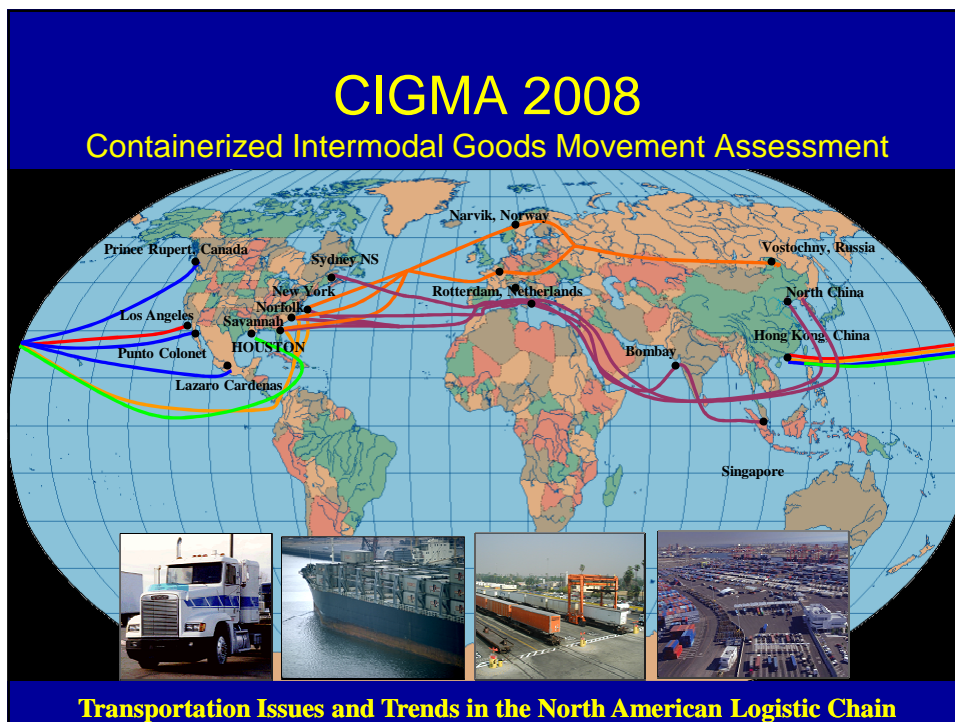 CIGMA 2008
Containerized Intermodal Goods Movement Assessment
Narvik, Norway
Prince Rupert, Canada
Vostochny, Russia
Sydney NS
New York
Rotterdam, Netherlands
North China
Norfolk
Los Angeles
Savannah
HOUSTON
Hong Kong, China
Punto Colonet
Bombay
Lazaro Cardenas
Singapore
Transportation Issues and Trends in the North American Logistic Chain